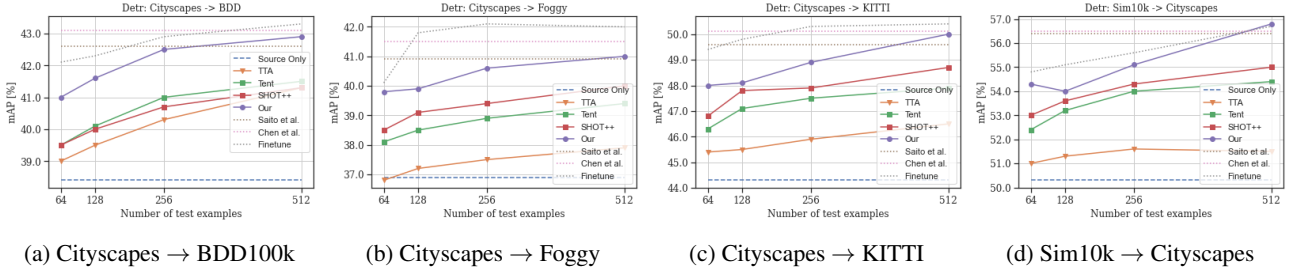 Detr: Cityscapes -> BDD
43.0
42.0
41.0
40.0
39.0
mAP [%]
64
128
256
512
Number of test examples
Source Only
TTA
Tent
SHOT++
Our
Saito et al.
Chen et al.
Finetune
(a) Cityscapes → BDD100k
Detr: Cityscapes -> Foggy
42.0
41.0
40.0
39.0
38.0
37.0
mAP [%]
64
128
256
512
Number of test examples
Source Only
TTA
Tent
SHOT++
Our
Saito et al.
Chen et al.
Finetune
(b) Cityscapes → Foggy
Detr: Cityscapes -> KITTI
50.0
49.0
48.0
47.0
46.0
45.0
44.0
mAP [%]
64
128
256
512
Number of test examples
Source Only
TTA
Tent
SHOT++
Our
Saito et al.
Chen et al.
Finetune
(c) Cityscapes → KITTI
Detr: Sim10k -> Cityscapes
57.0
56.0
55.0
54.0
53.0
52.0
51.0
50.0
mAP [%]
64
128
256
512
Number of test examples
Source Only
TTA
Tent
SHOT++
Our
Saito et al.
Chen et al.
Finetune
(d) Sim10k → Cityscapes